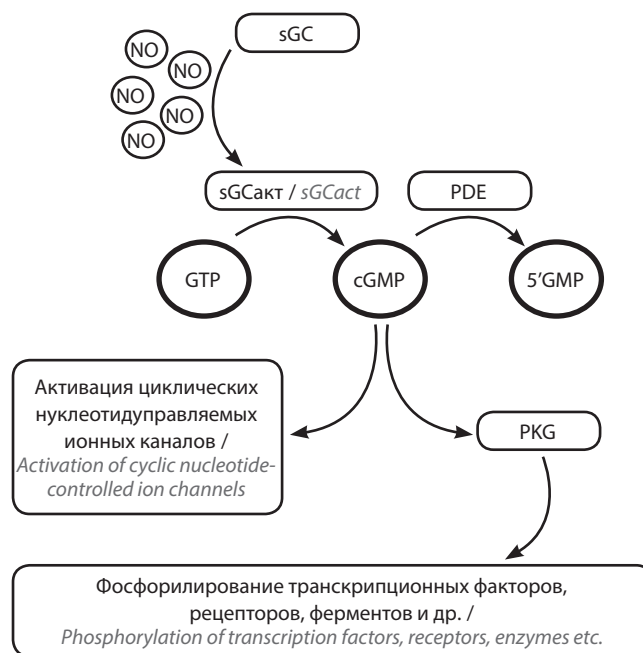 sGC
NO
NO
NO
NO
NO
sGCакт / sGCact
PDE
GTP
cGMP
5'GMP
Активация циклических
нуклеотидуправляемых
ионных каналов /
Activation of cyclic nucleotide-
controlled ion channels
PKG
Фосфорилирование транскрипционных факторов,
рецепторов, ферментов и др. /
Phosphorylation of transcription factors, receptors, enzymes etc.